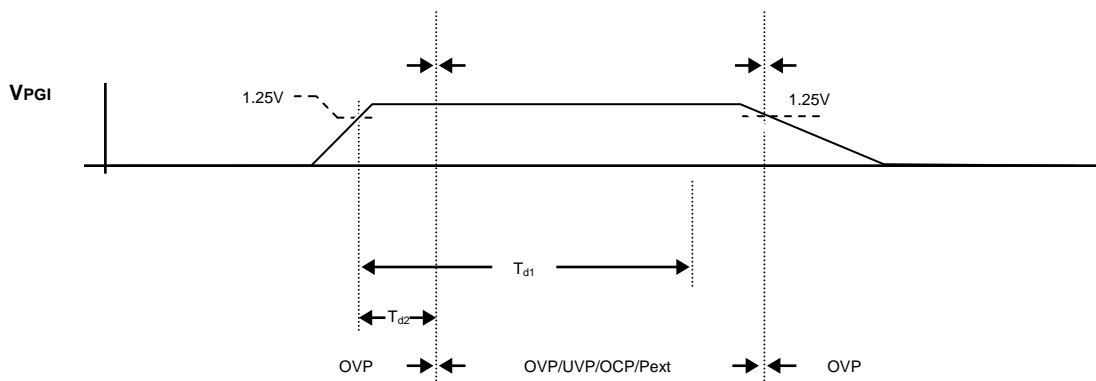 VPGI
1.25V
1.25V
Td1
Td2
OVP
OVP/UVP/OCP/Pext
OVP